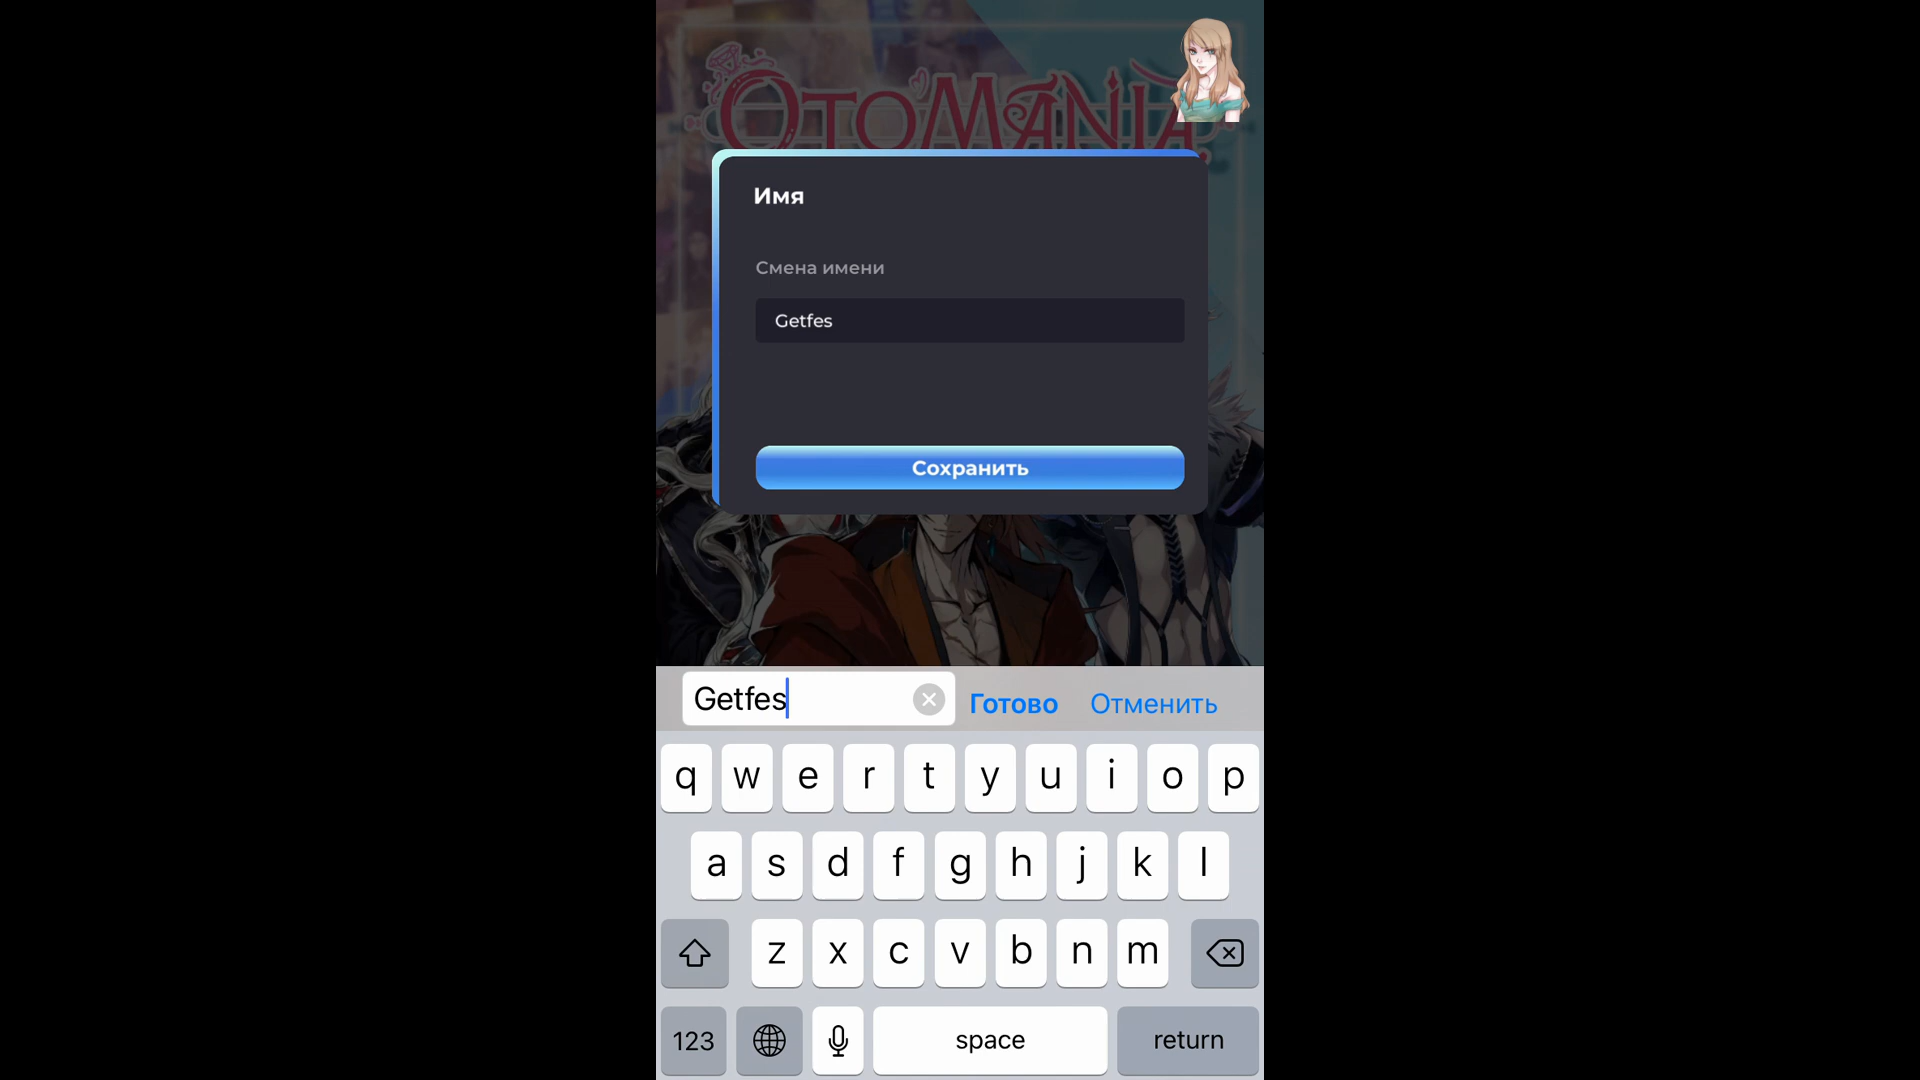 OTOMANIA
Имя
Смена имени
Getfes
Сохранить
Getfes Готово Отменить
q w e r t y u i o p
a s d f g h j k l
z x c v b n m
123 space return